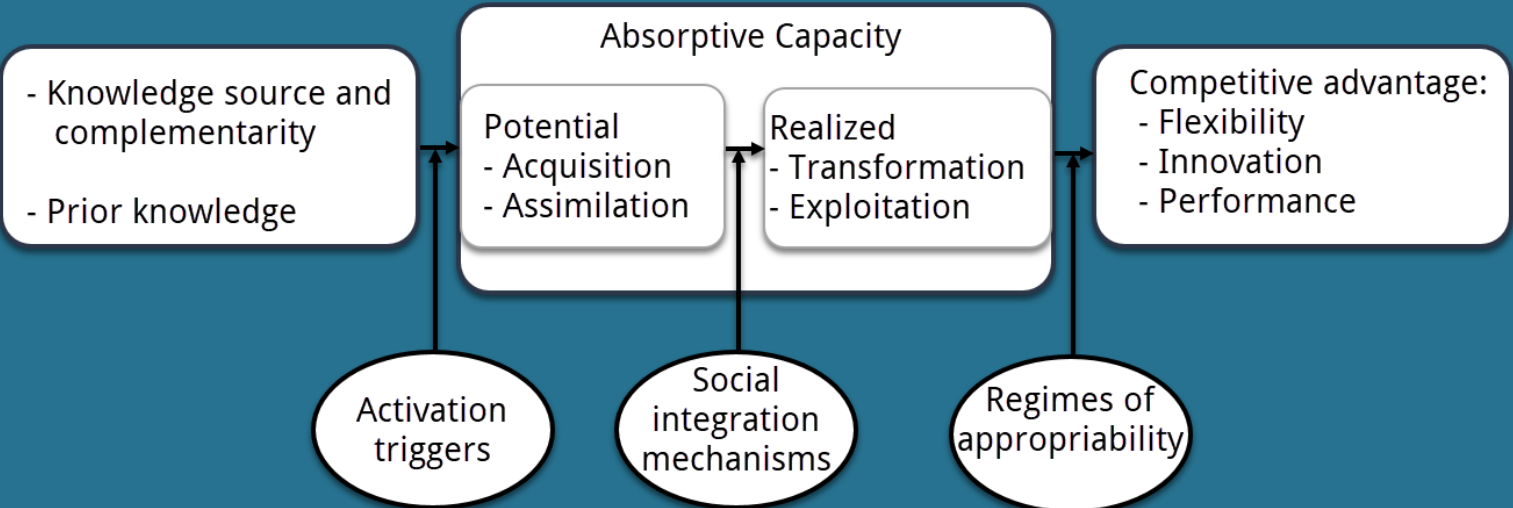 Absorptive Capacity
- Knowledge source and
complementarity
- Prior knowledge
Potential
- Acquisition
- Assimilation
Realized
- Transformation
- Exploitation
Competitive advantage:
- Flexibility
- Innovation
- Performance
Activation
triggers
Social
integration
mechanisms
Regimes of
appropriability